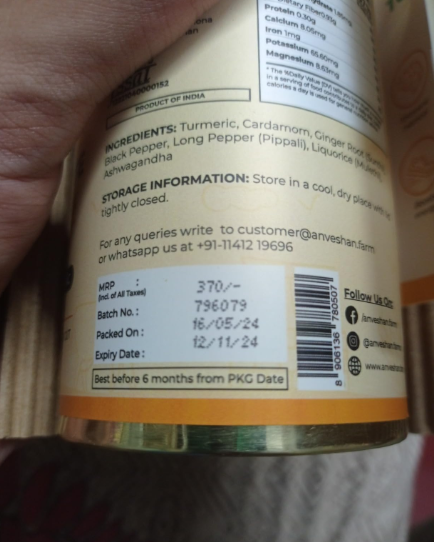 Protein 0.30g
Calcium 8.05mg
Iron 1mg
Potassium 65.60mg
Magnesium 8.63mg
PRODUCT OF INDIA
INGREDIENTS: Turmeric, Cardamom, Ginger Root
Black Pepper, Long Pepper (Pippali), Liquorice
Ashwagandha
STORAGE INFORMATION: Store in a cool, dry place
tightly closed.
For any queries write to customer@anveshan.farm
or whatsapp us at +91-11412 19696
MRP :
(Incl. of All Taxes)
370/-
Batch No. : 796079
Packed On : 16/05/24
Expiry Date : 12/11/24
Best before 6 months from PKG Date
8 906136 780507
Follow Us On:
/anveshan.farm
@anveshan.farm